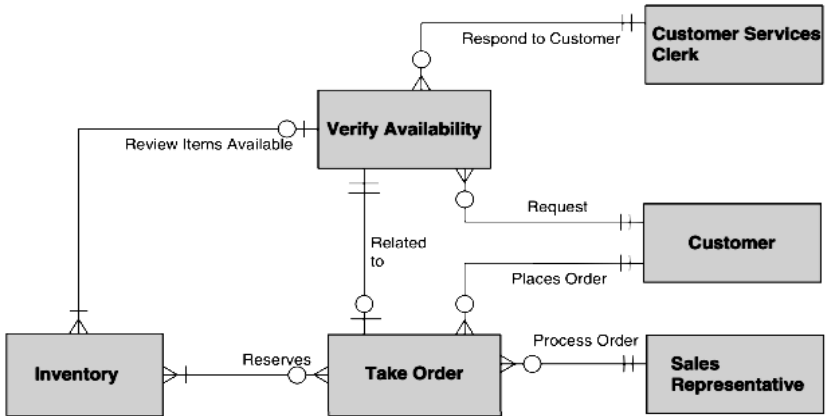 Respond to Customer
Customer Services
Clerk
Verify Availability
Review Items Available
Request
Customer
Related
to
Places Order
Process Order
Inventory
Reserves
Take Order
Sales
Representative